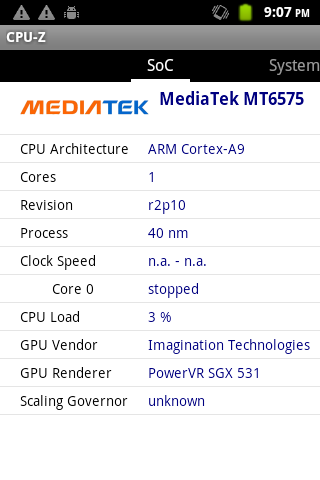 9:07 PM
CPU-Z
SoC System
MEDIATEK MediaTek MT6575
CPU Architecture ARM Cortex-A9
Cores 1
Revision r2p10
Process 40 nm
Clock Speed n.a. - n.a.
Core 0 stopped
CPU Load 3 %
GPU Vendor Imagination Technologies
GPU Renderer PowerVR SGX 531
Scaling Governor unknown